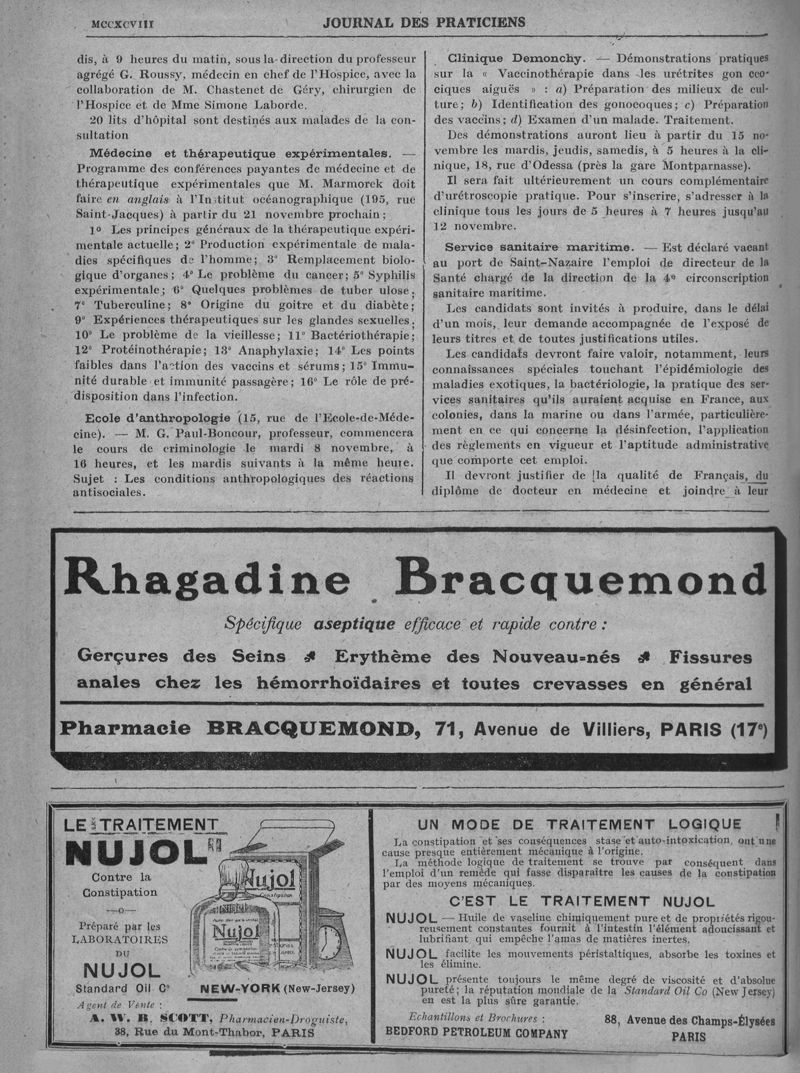 MCCXCVIII
JOURNAL DES PRATICIENS
dis, à 9 heures du matin, sous la direction du professeur
agrégé G. Roussy, médecin en chef de l'Hospice, avec la
collaboration de M. Chastenet de Géry, chirurgien de
l'Hospice et de Mme Simone Laborde.
20 lits d'hôpital sont destinés aux malades de la con-
sultation
Médecine et thérapeutique expérimentales. —
Programme des conférences payantes de médecine et de
thérapeutique expérimentales que M. Marmorck doit
faire en anglais à l'Institut océanographique (195, rue
Saint-Jacques) à partir du 21 novembre prochain :
1º Les principes généraux de la thérapeutique expéri-
mentale actuelle; 2º Production expérimentale de mala-
dies spécifiques de l'homme; 3º Remplacement biolo-
gique d'organes; 4º Le problème du cancer; 5º Syphilis
expérimentale; 6º Quelques problèmes de tuber ulose;
7º Tuberculine; 8º Origine du goitre et du diabète;
9º Expériences thérapeutiques sur les glandes sexuelles;
10º Le problème de la vieillesse; 11º Bactériothérapie;
12º Protéinothérapie; 13º Anaphylaxie; 14º Les points
faibles dans l'action des vaccins et sérums; 15º Immu-
nité durable et immunité passagère; 16º Le rôle de pré-
disposition dans l'infection.
Ecole d'anthropologie (15, rue de l'Ecole-de-Méde-
cine). — M. G. Paul-Boncour, professeur, commencera
le cours de criminologie le mardi 8 novembre, à
16 heures, et les mardis suivants à la même heure.
Sujet : Les conditions anthropologiques des réactions
antisociales.
Clinique Demonchy. — Démonstrations pratiques
sur la « Vaccinothérapie dans les urétrites gon cco-
ciques aiguës » : a) Préparation des milieux de cul-
ture; b) Identification des gonocoques; c) Préparation
des vaccins; d) Examen d'un malade. Traitement.
Des démonstrations auront lieu à partir du 15 no-
vembre les mardis, jeudis, samedis, à 5 heures à la cli-
nique, 18, rue d'Odessa (près la gare Montparnasse).
Il sera fait ultérieurement un cours complémentaire
d'urétroscopie pratique. Pour s'inscrire, s'adresser à la
clinique tous les jours de 5 heures à 7 heures jusqu'au
12 novembre.
Service sanitaire maritime. — Est déclaré vacant
au port de Saint-Nazaire l'emploi de directeur de la
Santé chargé de la direction de la 4e circonscription
sanitaire maritime.
Les candidats sont invités à produire, dans le délai
d'un mois, leur demande accompagnée de l'exposé de
leurs titres et de toutes justifications utiles.
Les candidats devront faire valoir, notamment, leurs
connaissances spéciales touchant l'épidémiologie des
maladies exotiques, la bactériologie, la pratique des ser-
vices sanitaires qu'ils auraient acquise en France, aux
colonies, dans la marine ou dans l'armée, particulière-
ment en ce qui concerne la désinfection, l'application
des règlements en vigueur et l'aptitude administrative
que comporte cet emploi.
Il devront justifier de la qualité de Français, du
diplôme de docteur en médecine et joindre à leur
Rhagadine Bracquemond
Spécifique aseptique efficace et rapide contre :
Gerçures des Seins Erythème des Nouveau-nés Fissures
anales chez les hémorrhoïdaires et toutes crevasses en général
Pharmacie BRACQUEMOND, 71, Avenue de Villiers, PARIS (17e)
LE TRAITEMENT
NUJOL
Contre la
Constipation
Préparé par les
LABORATOIRES
DU
NUJOL
Standard Oil Cº NEW-YORK (New-Jersey)
Agent de Vente :
A. W. B. SCOTT, Pharmacien-Droguiste,
38, Rue du Mont-Thabor, PARIS
Nujol
Nujol
UN MODE DE TRAITEMENT LOGIQUE
La constipation et ses conséquences stase et auto-intoxication, ont une
cause presque entièrement mécanique à l'origine.
La méthode logique de traitement se trouve par conséquent dans
l'emploi d'un remède qui fasse disparaître les causes de la constipation
par des moyens mécaniques.
C'EST LE TRAITEMENT NUJOL
NUJOL — Huile de vaseline chimiquement pure et de propriétés rigou-
reusement constantes fournit à l'intestin l'élément adoucissant et
lubrifiant qui empêche l'amas de matières inertes.
NUJOL facilite les mouvements péristaltiques, absorbe les toxines et
les élimine.
NUJOL présente toujours le même degré de viscosité et d'absolue
pureté; la réputation mondiale de la Standard Oil Co (New Jersey)
en est la plus sûre garantie.
Echantillons et Brochures :
BEDFORD PETROLEUM COMPANY
88, Avenue des Champs-Élysées
PARIS